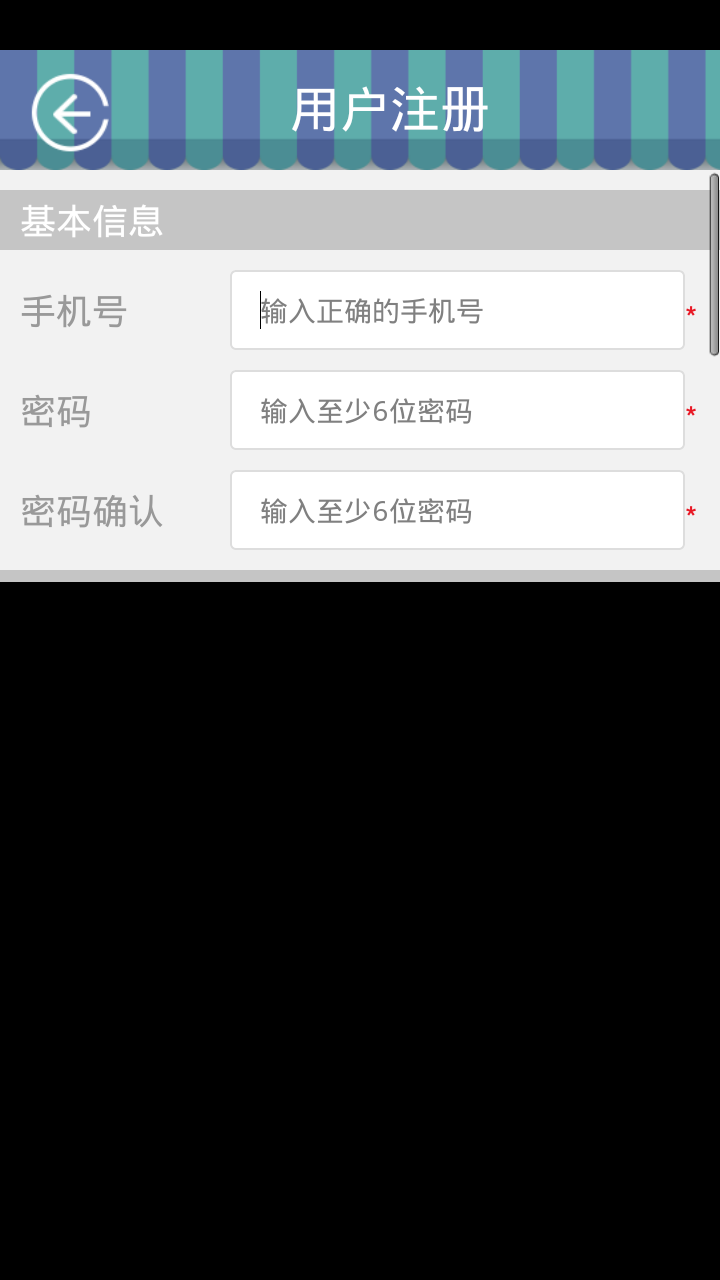 用户注册
基本信息
手机号 输入正确的手机号 *
密码 输入至少6位密码 *
密码确认 输入至少6位密码 *